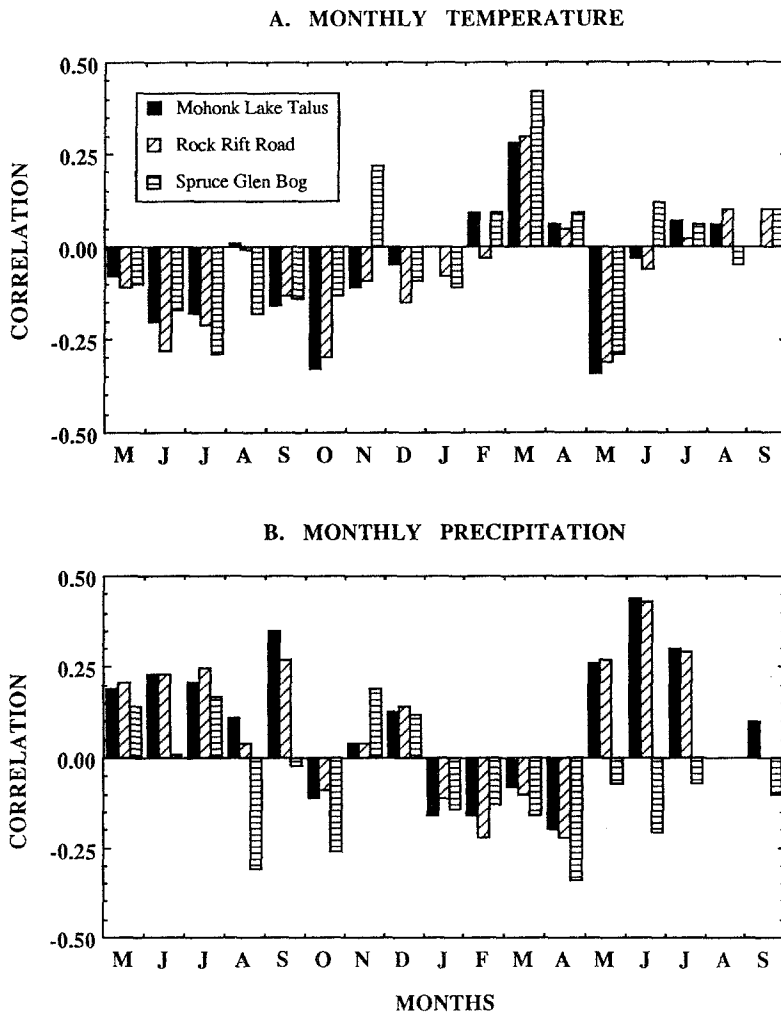 A. MONTHLY TEMPERATURE
0.50
0.25
0.00
-0.25
-0.50
CORRELATION
Mohonk Lake Talus
Rock Rift Road
Spruce Glen Bog
M J J A S O N D J F M A M J J A S
B. MONTHLY PRECIPITATION
0.50
0.25
0.00
-0.25
-0.50
CORRELATION
M J J A S O N D J F M A M J J A S
MONTHS